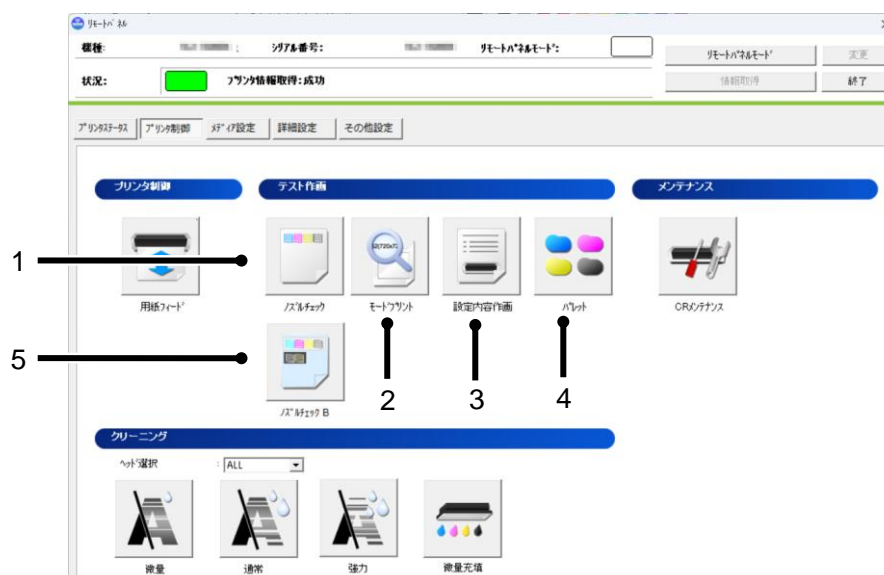 リモートパネル
機種:
シリアル番号:
リモートパネルモード:
リモートパネルモード
変更
状況:
プリンタ情報取得:成功
情報取得
終了
プリンタステータス
プリンタ制御
メディア設定
詳細設定
その他設定
プリンタ制御
テスト作画
メンテナンス
1
用紙フィード
ノズルチェック
モードプリント
設定内容作画
パレット
CRメンテナンス
5
2
3
4
ノズルチェック B
クリーニング
ヘッド選択
: ALL
微量
通常
強力
微量充填